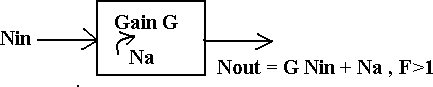 Gain G
Nin
Na
Nout = G Nin + Na , F>1